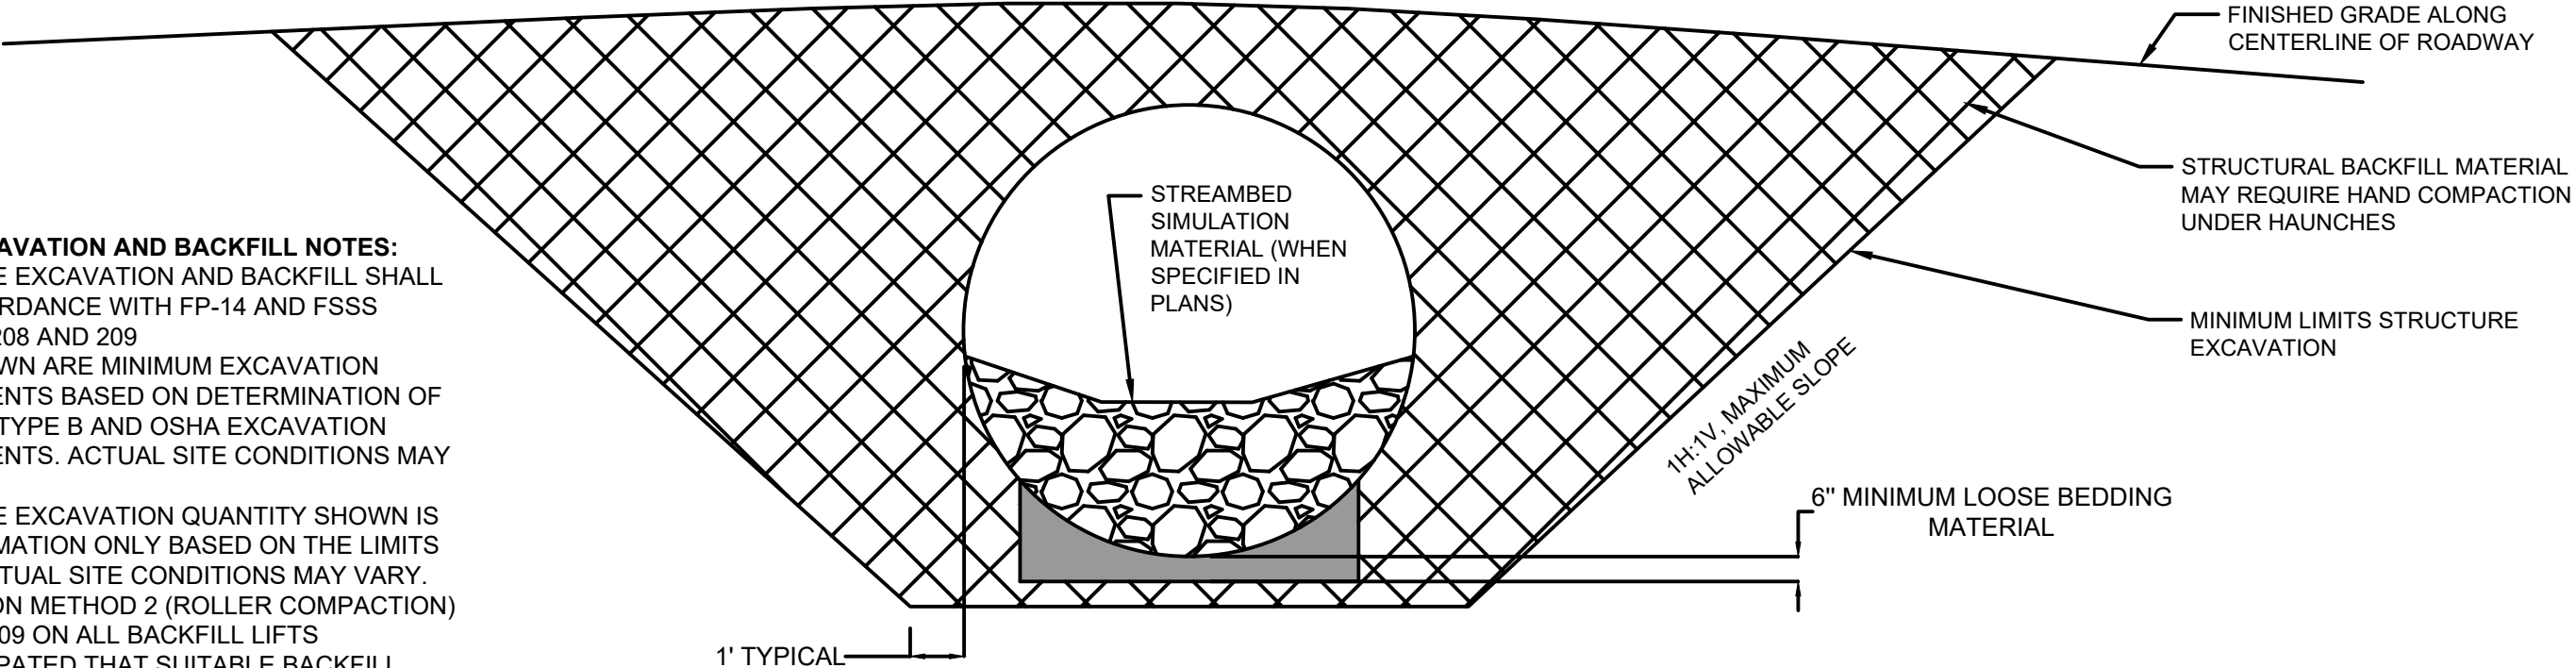 FINISHED GRADE ALONG
CENTERLINE OF ROADWAY
STRUCTURAL BACKFILL MATERIAL
MAY REQUIRE HAND COMPACTION
UNDER HAUNCHES
STREAMBED
SIMULATION
MATERIAL (WHEN
SPECIFIED IN
PLANS)
AVATION AND BACKFILL NOTES:
E EXCAVATION AND BACKFILL SHALL
RDANCE WITH FP-14 AND FSSS
208 AND 209
WN ARE MINIMUM EXCAVATION
ENTS BASED ON DETERMINATION OF
TYPE B AND OSHA EXCAVATION
ENTS. ACTUAL SITE CONDITIONS MAY
E EXCAVATION QUANTITY SHOWN IS
MATION ONLY BASED ON THE LIMITS
TUAL SITE CONDITIONS MAY VARY.
ON METHOD 2 (ROLLER COMPACTION)
09 ON ALL BACKFILL LIFTS
PATED THAT SUITABLE BACKFILL
MINIMUM LIMITS STRUCTURE
EXCAVATION
1H:1V, MAXIMUM
ALLOWABLE SLOPE
6" MINIMUM LOOSE BEDDING
MATERIAL
1' TYPICAL